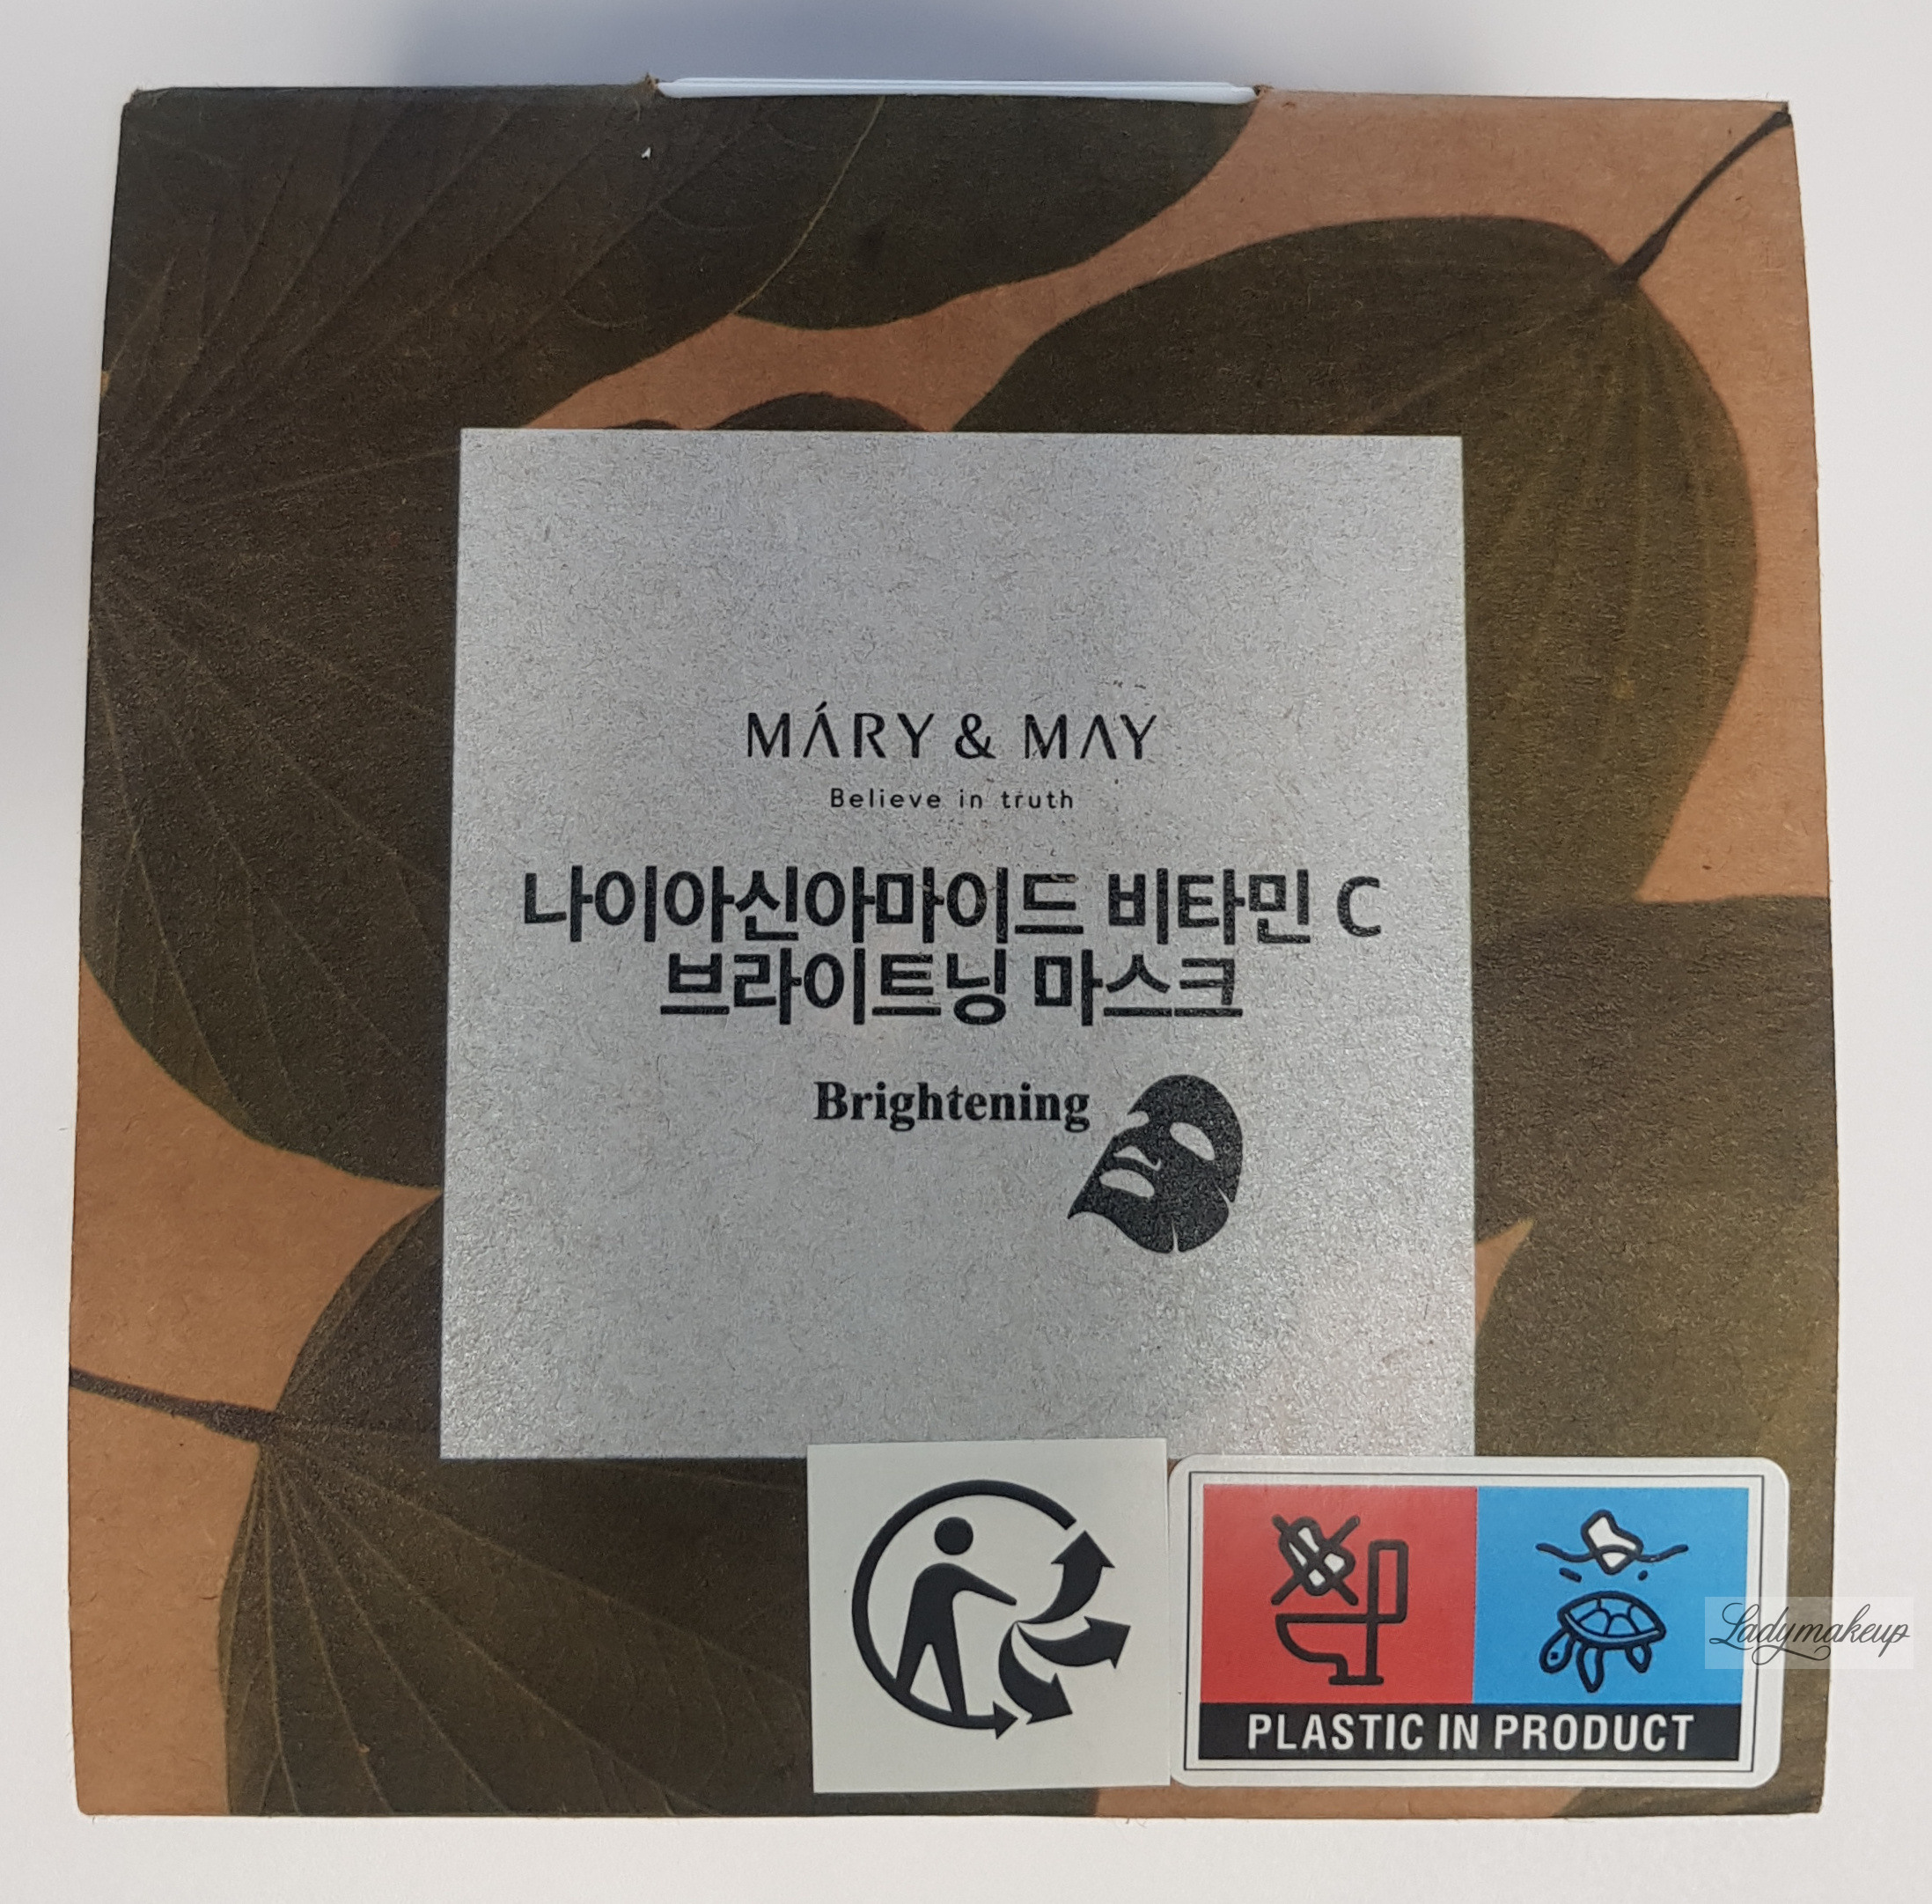 MÁRY & MAY
Believe in truth
나이아신아마이드 비타민 C
브라이트닝 마스크
Brightening
Ladymakeup
PLASTIC IN PRODUCT